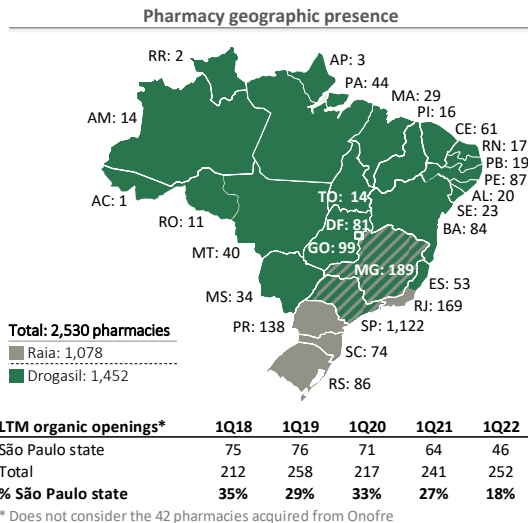 Pharmacy geographic presence
RR: 2
AP: 3
PA: 44
MA: 29
PI: 16
AM: 14
CE: 61
RN: 17
PB: 19
PE: 87
AC: 1
TO: 14
AL: 20
SE: 23
RO: 11
DF: 81
BA: 84
MT: 40
GO: 99
MG: 189
ES: 53
MS: 34
RJ: 169
PR: 138
SP: 1,122
SC: 74
RS: 86
Total: 2,530 pharmacies
Raia: 1,078
Drogasil: 1,452
LTM organic openings* 1Q18 1Q19 1Q20 1Q21 1Q22
São Paulo state 75 76 71 64 46
Total 212 258 217 241 252
% São Paulo state 35% 29% 33% 27% 18%
* Does not consider the 42 pharmacies acquired from Onofre